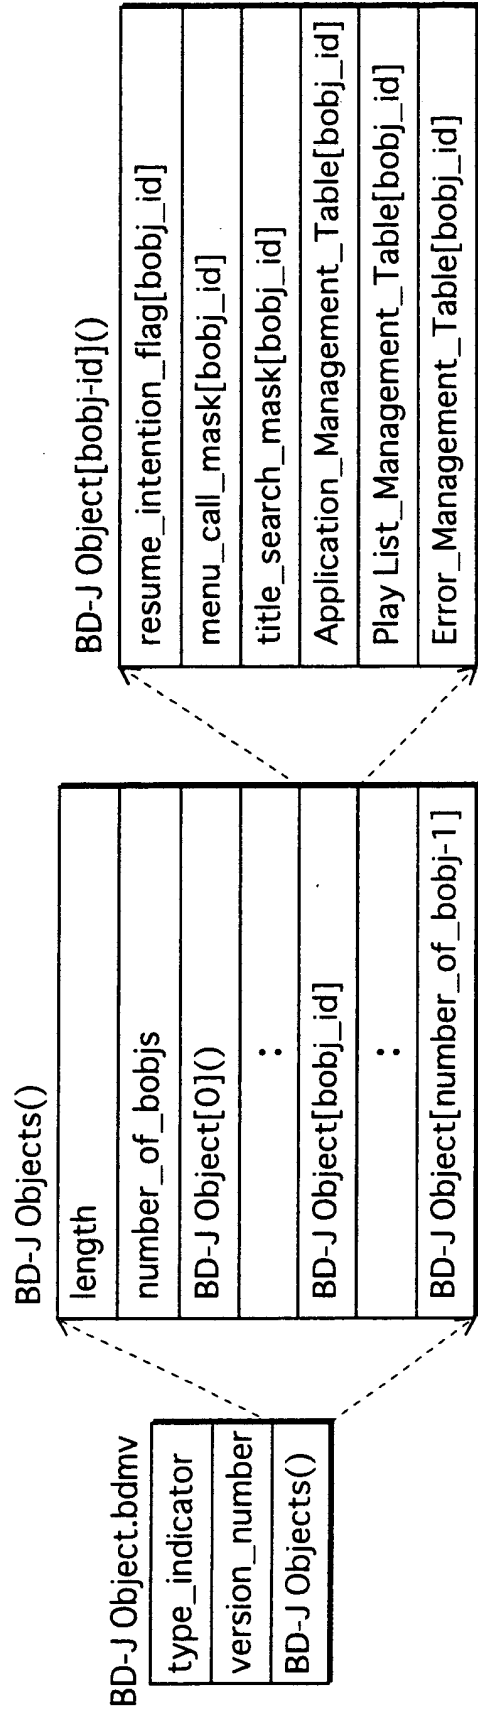 BD-J Object.bdmv
type_indicator
version_number
BD-J Objects()
BD-J Objects()
length
number_of_bobjs
BD-J Object[0]()
:
BD-J Object[bobj_id]
:
BD-J Object[number_of_bobj-1]
BD-J Object[bobj-id]()
resume_intention_flag[bobj_id]
menu_call_mask[bobj_id]
title_search_mask[bobj_id]
Application_Management_Table[bobj_id]
Play List_Management_Table[bobj_id]
Error_Management_Table[bobj_id]